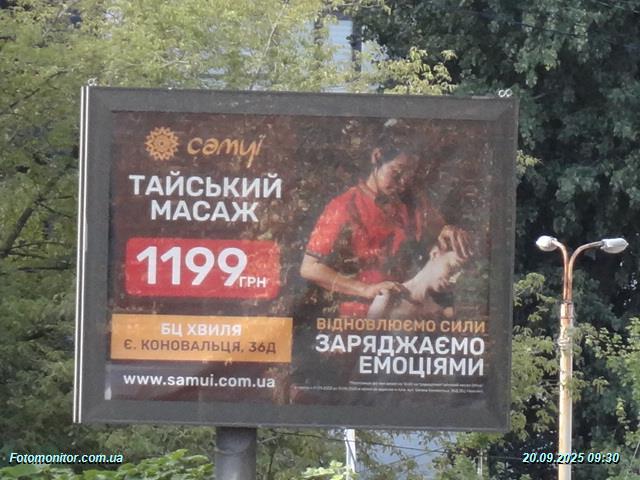 самуї
ТАЙСЬКИЙ
МАСАЖ
1199 ГРН
БЦ ХВИЛЯ
Є. КОНОВАЛЬЦЯ, 36Д
www.samui.com.ua
ВІДНОВЛЮЄМО СИЛИ
ЗАРЯДЖАЄМО
ЕМОЦІЯМИ
Fotomonitor.com.ua
20.09.2025 09:30